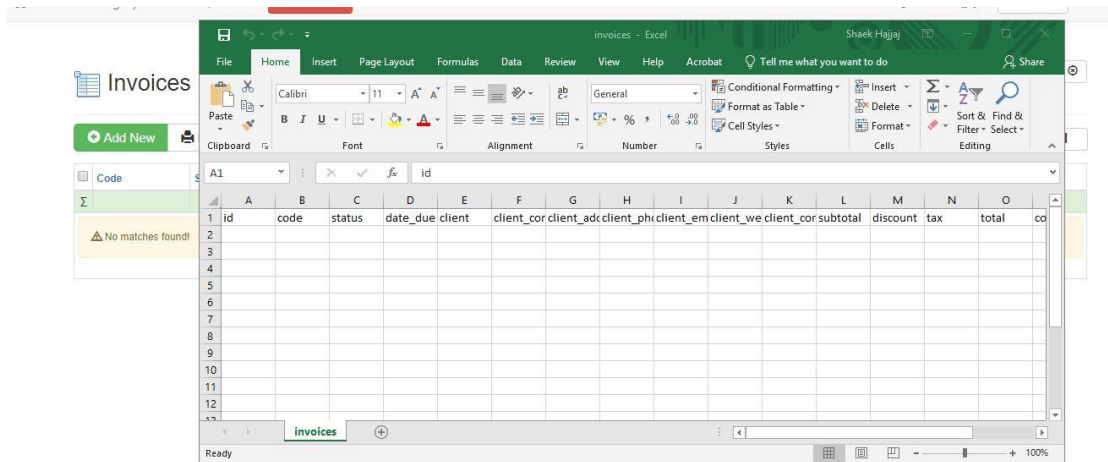 invoices - Excel
Shaek Hajjaj
File Home Insert Page Layout Formulas Data Review View Help Acrobat Tell me what you want to do Share
Invoices
Add New
Code
Σ
No matches found!
Paste
Clipboard
Calibri 11
B I U
Font
Alignment
General
% ,
Number
Conditional Formatting
Format as Table
Cell Styles
Styles
Insert
Delete
Format
Cells
Σ
Sort & Filter
Find & Select
Editing
A1 fx id
A B C D E F G H I J K L M N O
1 id code status date_due client client_cor client_adc client_pho client_em client_we client_cor subtotal discount tax total co
2
3
4
5
6
7
8
9
10
11
12
invoices
Ready 100%